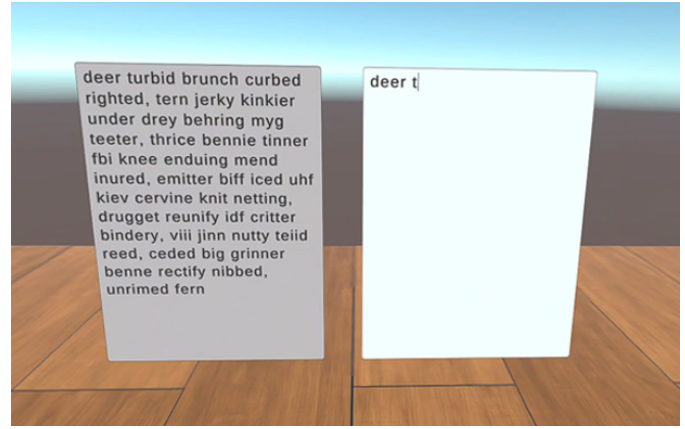 deer turbid brunch curbed
righted, tern jerky kinkier
under drey behring myg
teeter, thrice bennie tinner
fbi knee enduing mend
inured, emitter biff iced uhf
kiev cervine knit netting,
drugget reunify idf critter
bindery, viii jinn nutty teiid
reed, ceded big grinner
benne rectify nibbed,
unrimed fern
deer t